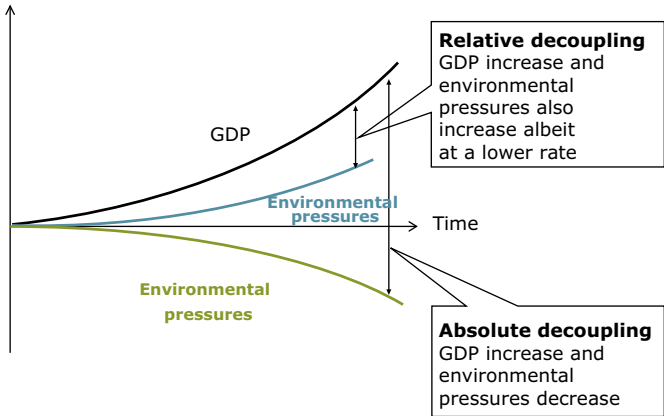 Relative decoupling
GDP increase and
environmental
pressures also
increase albeit
at a lower rate
GDP
Environmental
pressures
Time
Environmental
pressures
Absolute decoupling
GDP increase and
environmental
pressures decrease